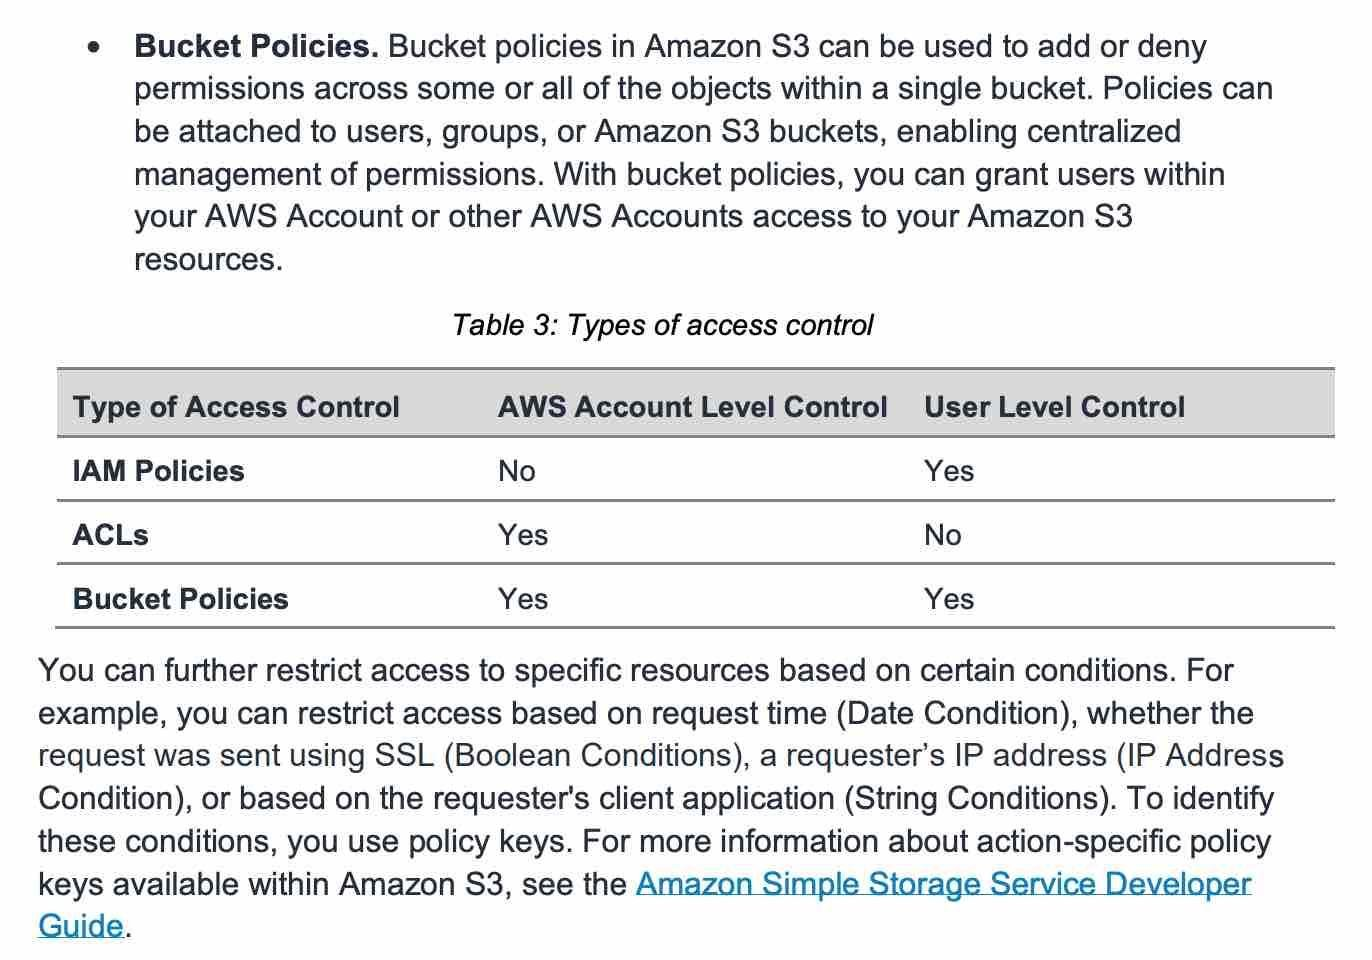 • Bucket Policies. Bucket policies in Amazon S3 can be used to add or deny
permissions across some or all of the objects within a single bucket. Policies can
be attached to users, groups, or Amazon S3 buckets, enabling centralized
management of permissions. With bucket policies, you can grant users within
your AWS Account or other AWS Accounts access to your Amazon S3
resources.
Table 3: Types of access control
Type of Access Control AWS Account Level Control User Level Control
IAM Policies No Yes
ACLs Yes No
Bucket Policies Yes Yes
You can further restrict access to specific resources based on certain conditions. For
example, you can restrict access based on request time (Date Condition), whether the
request was sent using SSL (Boolean Conditions), a requester’s IP address (IP Address
Condition), or based on the requester's client application (String Conditions). To identify
these conditions, you use policy keys. For more information about action-specific policy
keys available within Amazon S3, see the Amazon Simple Storage Service Developer
Guide.